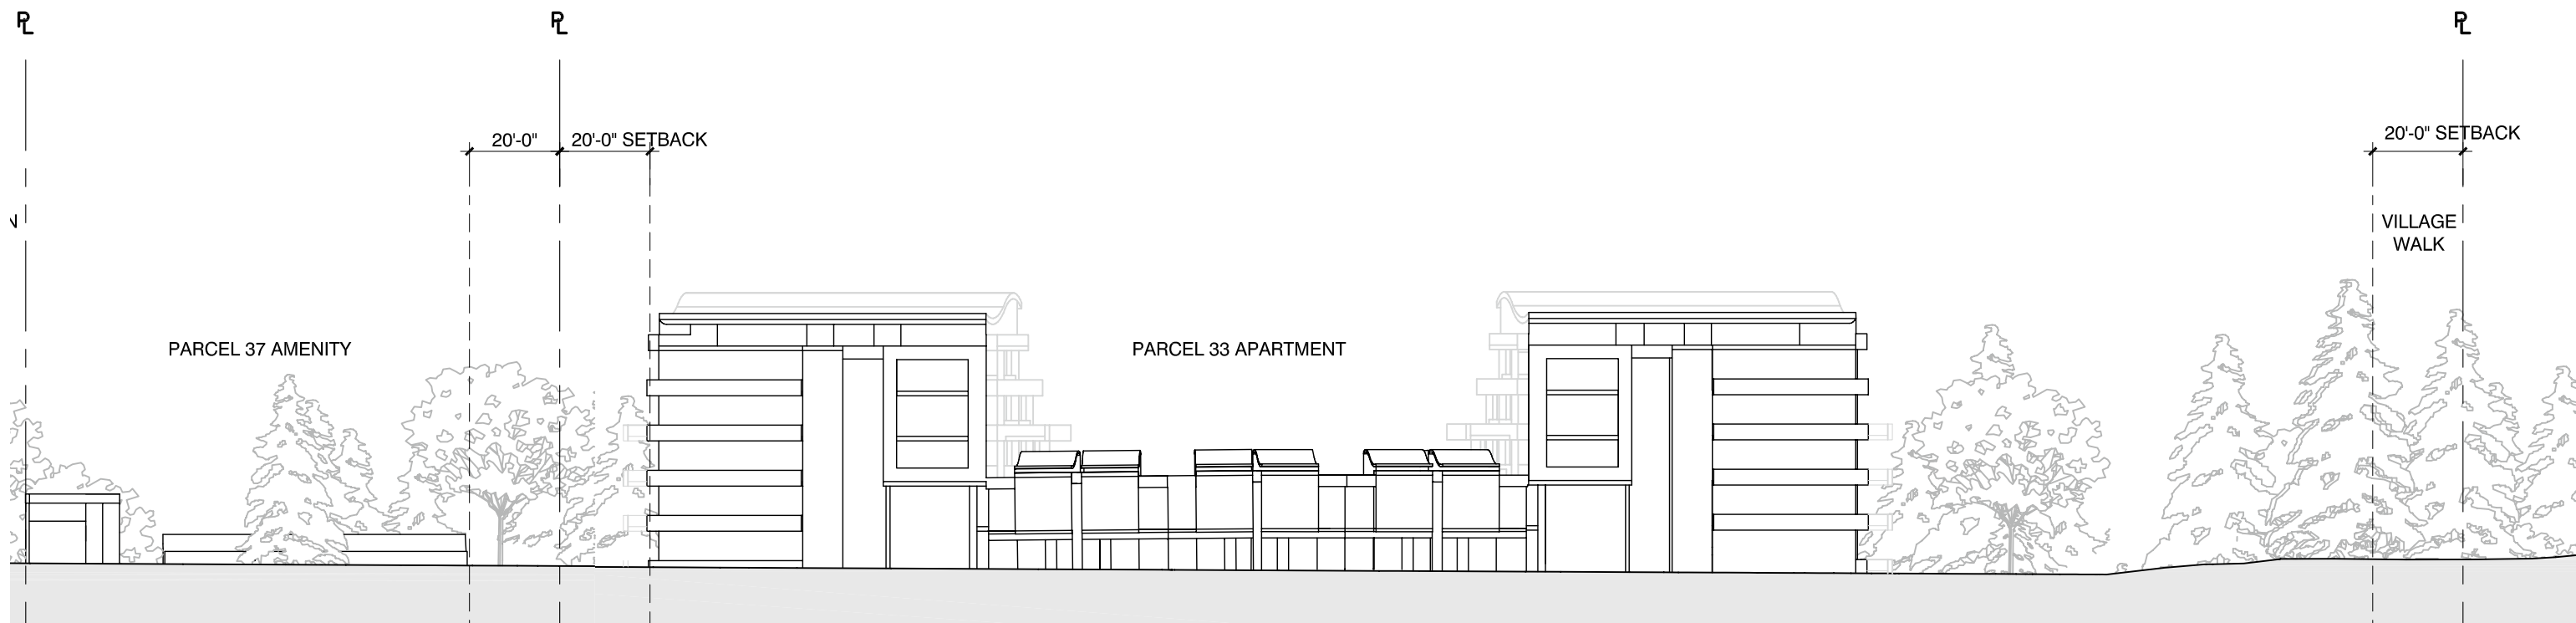 PL
PL
PL
20'-0"
20'-0" SETBACK
20'-0" SETBACK
VILLAGE
WALK
PARCEL 37 AMENITY
PARCEL 33 APARTMENT